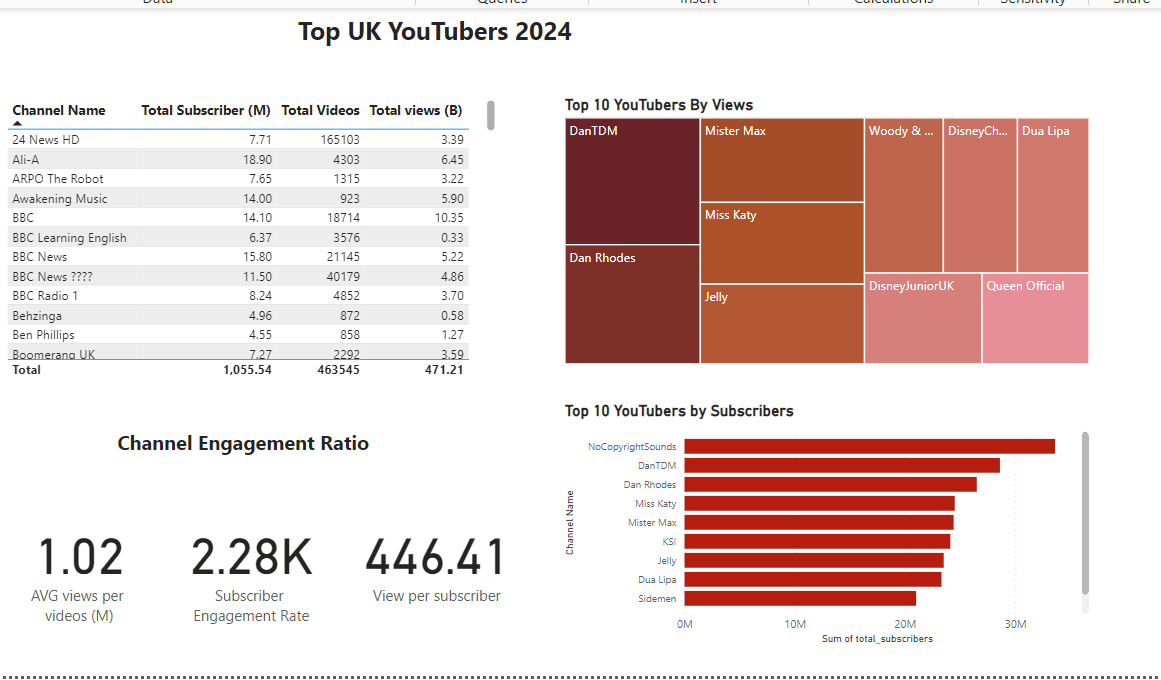 Data Queries Insert Calculations Sensitivity Share
Top UK YouTubers 2024
Channel Name Total Subscriber (M) Total Videos Total views (B)
24 News HD 7.71 165103 3.39
Ali-A 18.90 4303 6.45
ARPO The Robot 7.65 1315 3.22
Awakening Music 14.00 923 5.90
BBC 14.10 18714 10.35
BBC Learning English 6.37 3576 0.33
BBC News 15.80 21145 5.22
BBC News ???? 11.50 40179 4.86
BBC Radio 1 8.24 4852 3.70
Behzinga 4.96 872 0.58
Ben Phillips 4.55 858 1.27
Boomerang UK 7.27 2292 3.59
Total 1,055.54 463545 471.21
Channel Engagement Ratio
1.02
AVG views per
videos (M)
2.28K
Subscriber
Engagement Rate
446.41
View per subscriber
Top 10 YouTubers By Views
DanTDM
Dan Rhodes
Mister Max
Miss Katy
Jelly
Woody & ...
DisneyCh...
Dua Lipa
DisneyJuniorUK
Queen Official
Top 10 YouTubers by Subscribers
Channel Name
NoCopyrightSounds
DanTDM
Dan Rhodes
Miss Katy
Mister Max
KSI
Jelly
Dua Lipa
Sidemen
0M 10M 20M 30M
Sum of total_subscribers